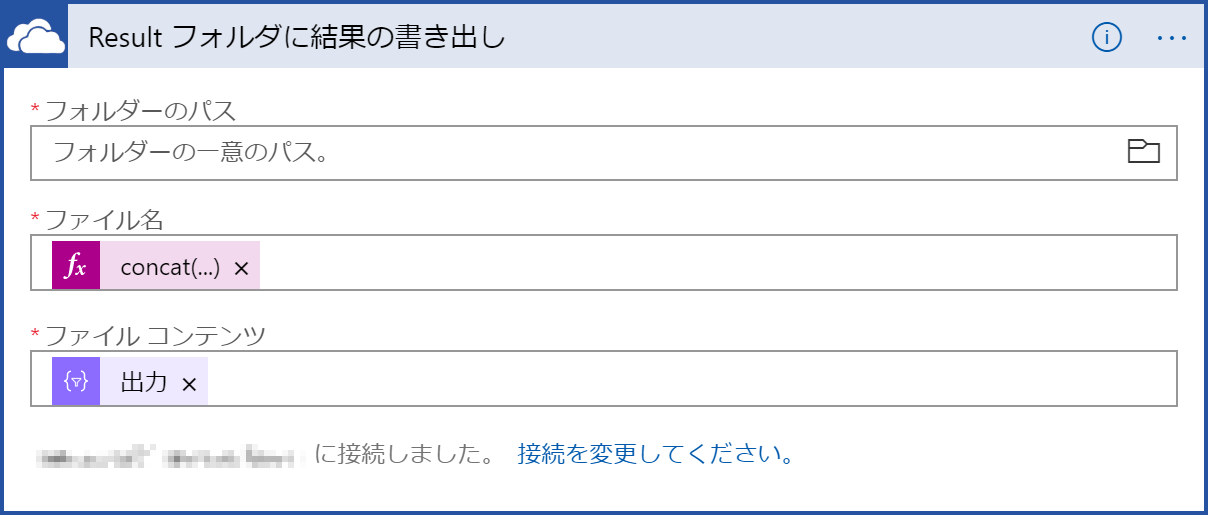 Result フォルダに結果の書き出し
* フォルダーのパス
フォルダーの一意のパス。
* ファイル名
fx concat(...) ×
* ファイル コンテンツ
出力 ×
に接続しました。 接続を変更してください。